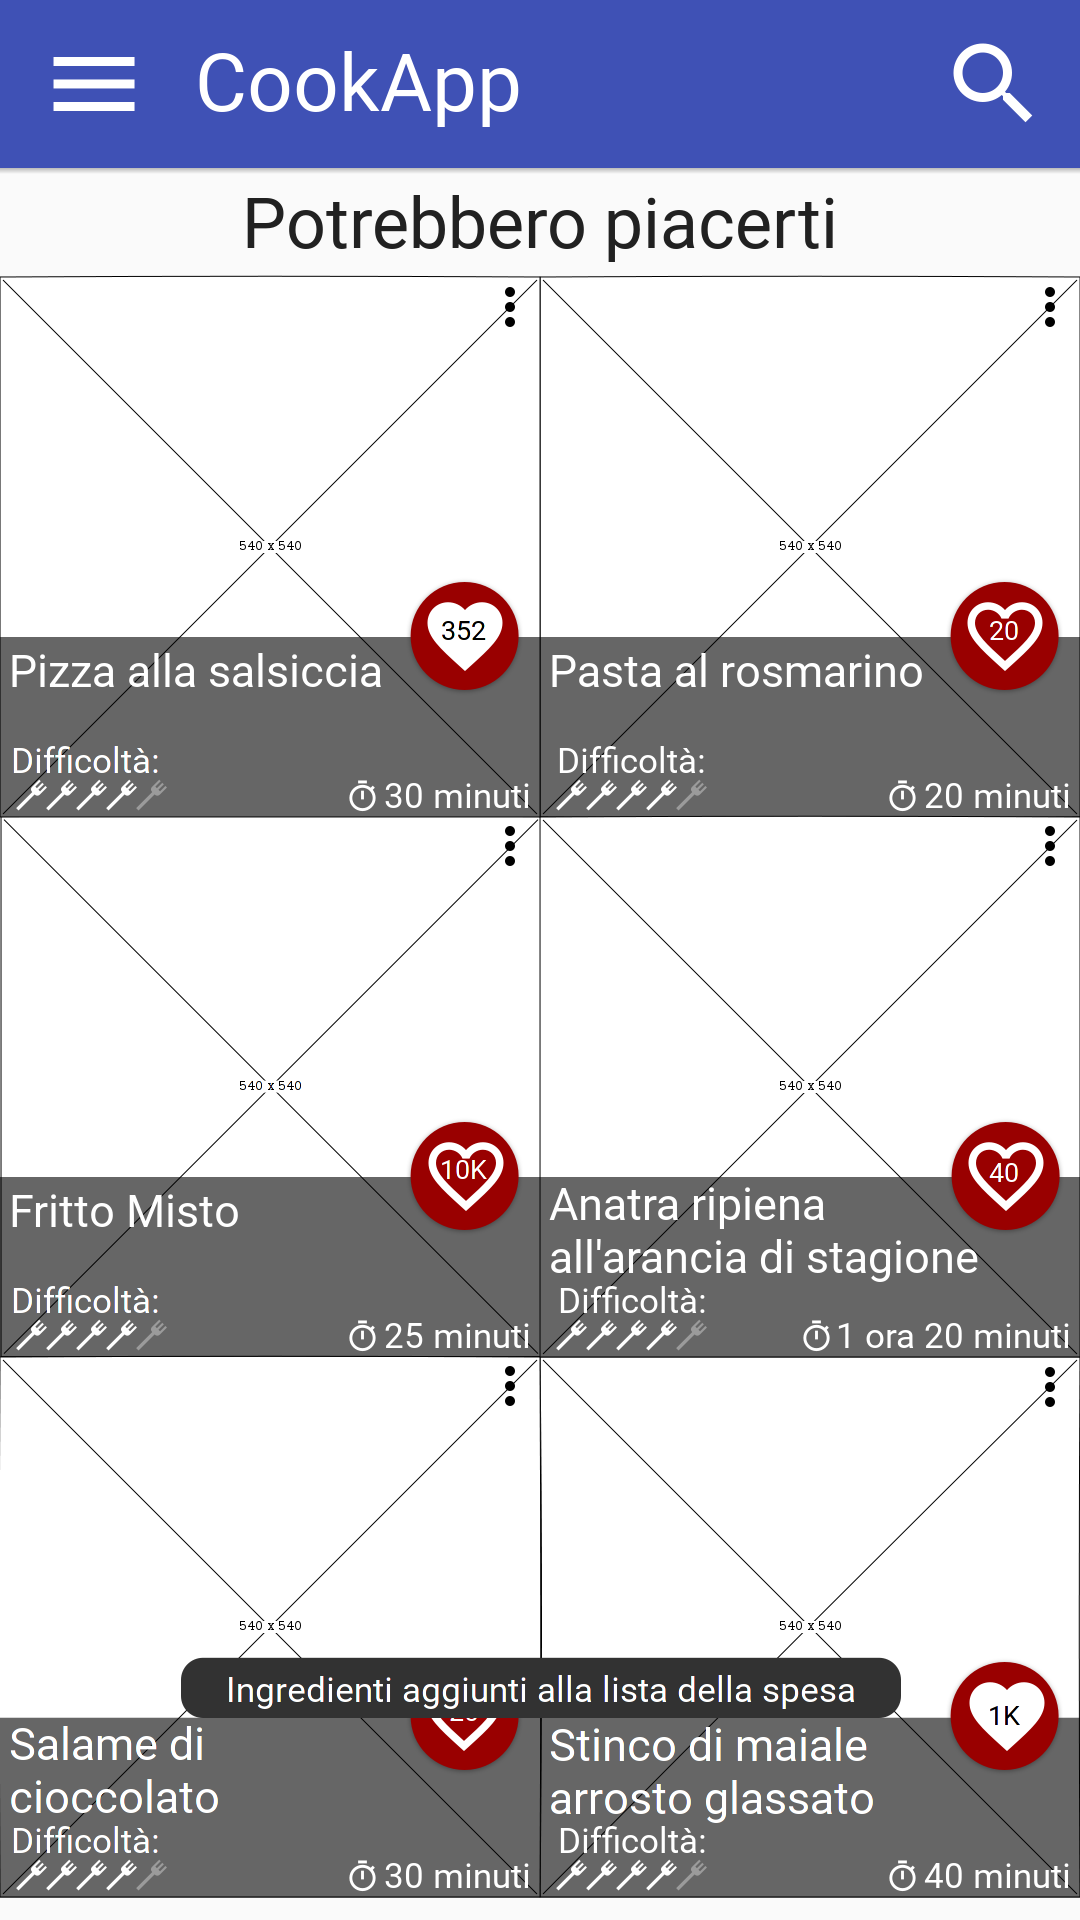 CookApp
Potrebbero piacerti
540 x 540
540 x 540
352
20
Pizza alla salsiccia
Pasta al rosmarino
Difficoltà:
Difficoltà:
30 minuti
20 minuti
540 x 540
540 x 540
10K
40
Fritto Misto
Anatra ripiena
all'arancia di stagione
Difficoltà:
Difficoltà:
25 minuti
1 ora 20 minuti
540 x 540
540 x 540
Ingredienti aggiunti alla lista della spesa
1K
Salame di
cioccolato
Stinco di maiale
arrosto glassato
Difficoltà:
Difficoltà:
30 minuti
40 minuti